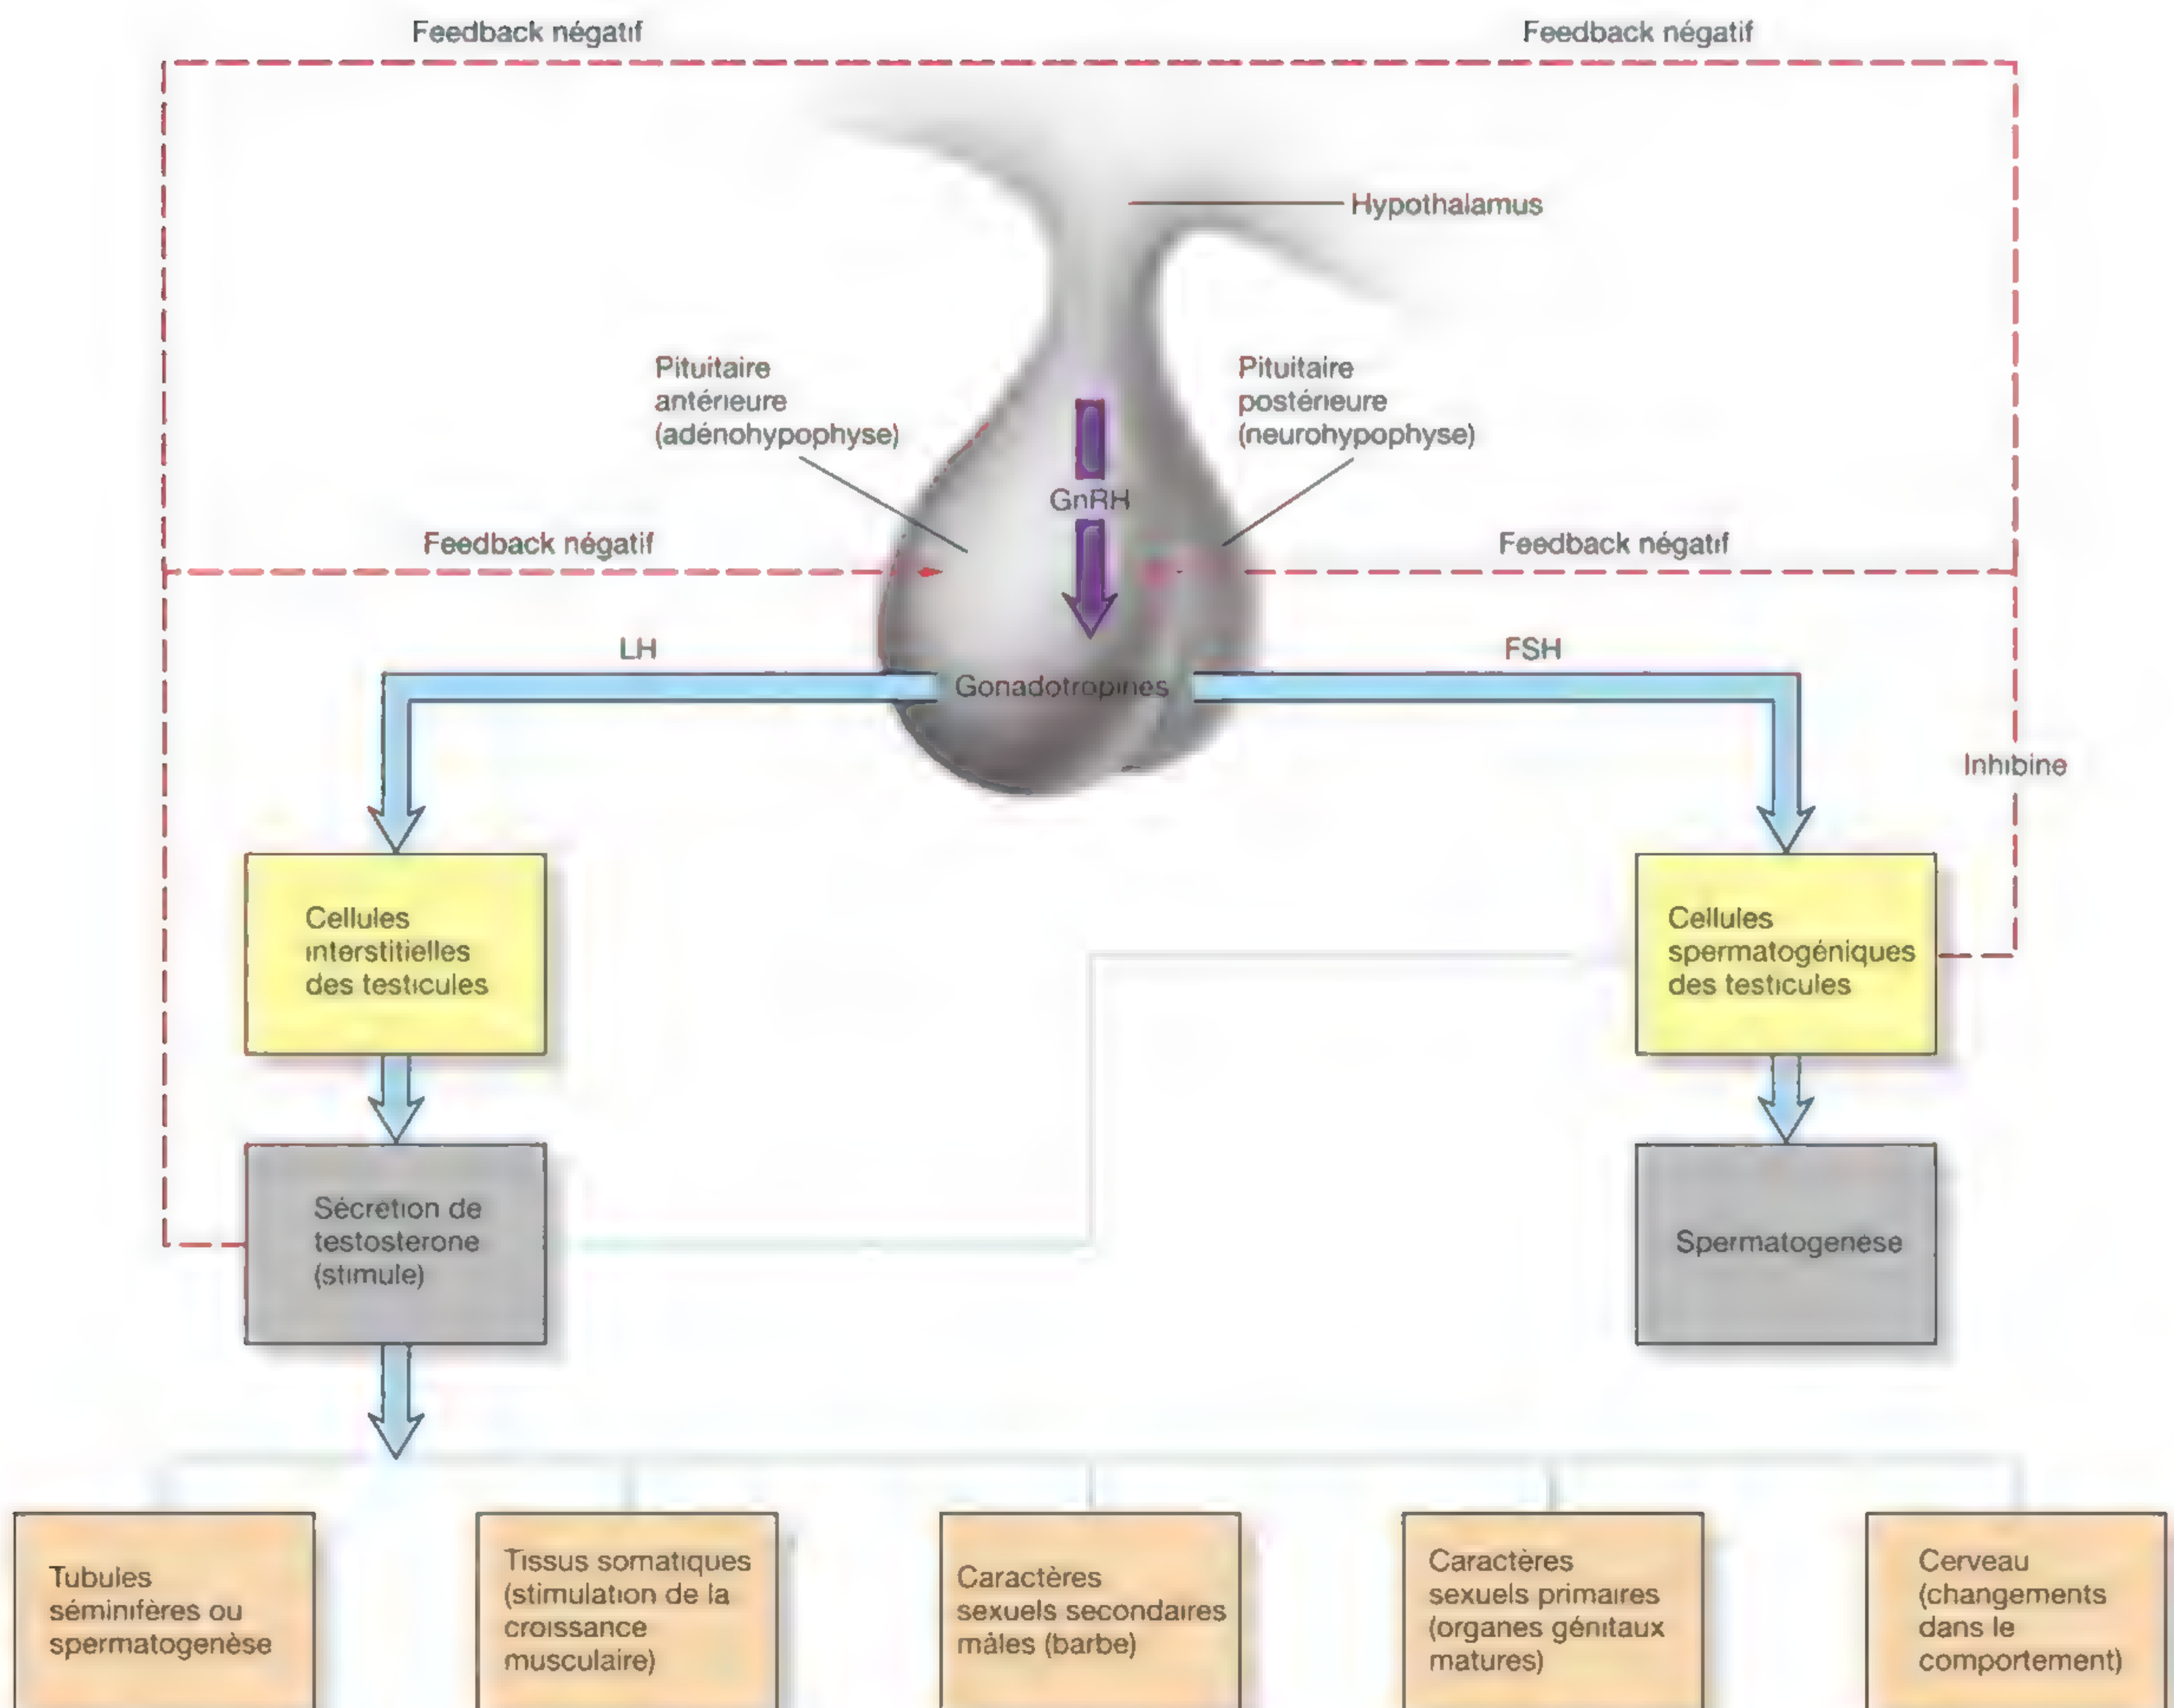 Feedback négatif
Feedback négatif
Hypothalamus
Pituitaire
antérieure
(adénohypophyse)
Pituitaire
postérieure
(neurohypophyse)
GnRH
Feedback négatif
Feedback négatif
LH
FSH
Gonadotropines
Inhibine
Cellules
interstitielles
des testicules
Cellules
spermatogéniques
des testicules
Sécretion de
testosterone
(stimule)
Spermatogenèse
Tubules
séminifères ou
spermatogenèse
Tissus somatiques
(stimulation de la
croissance
musculaire)
Caractères
sexuels secondaires
mâles (barbe)
Caractères
sexuels primaires
(organes génitaux
matures)
Cerveau
(changements
dans le
comportement)